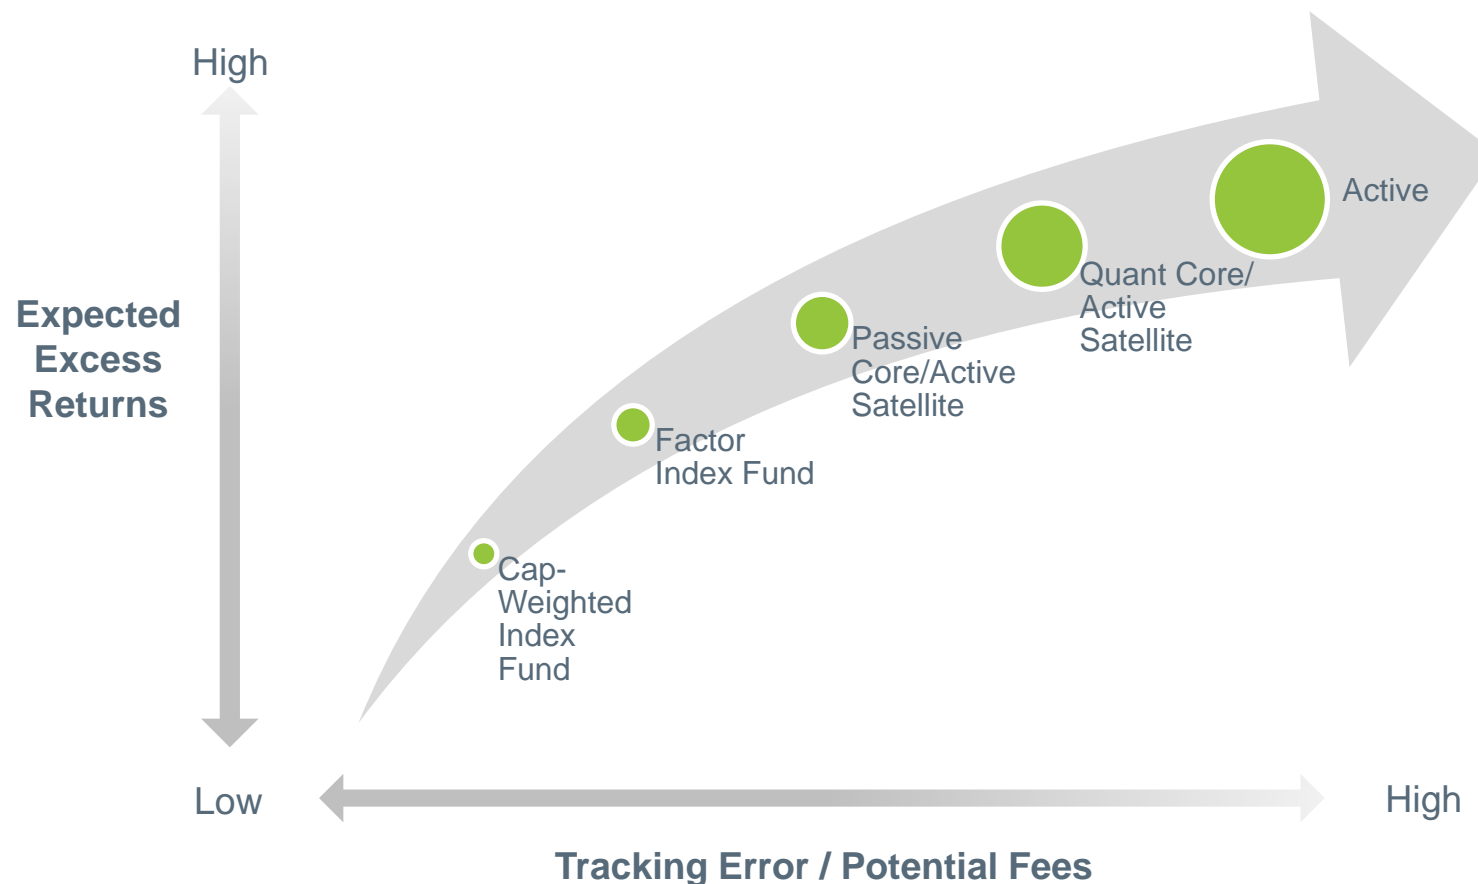 High
Active
Quant Core/
Active
Satellite
Expected
Excess
Returns
Passive
Core/Active
Satellite
Factor
Index Fund
Cap-
Weighted
Index
Fund
Low
High
Tracking Error / Potential Fees